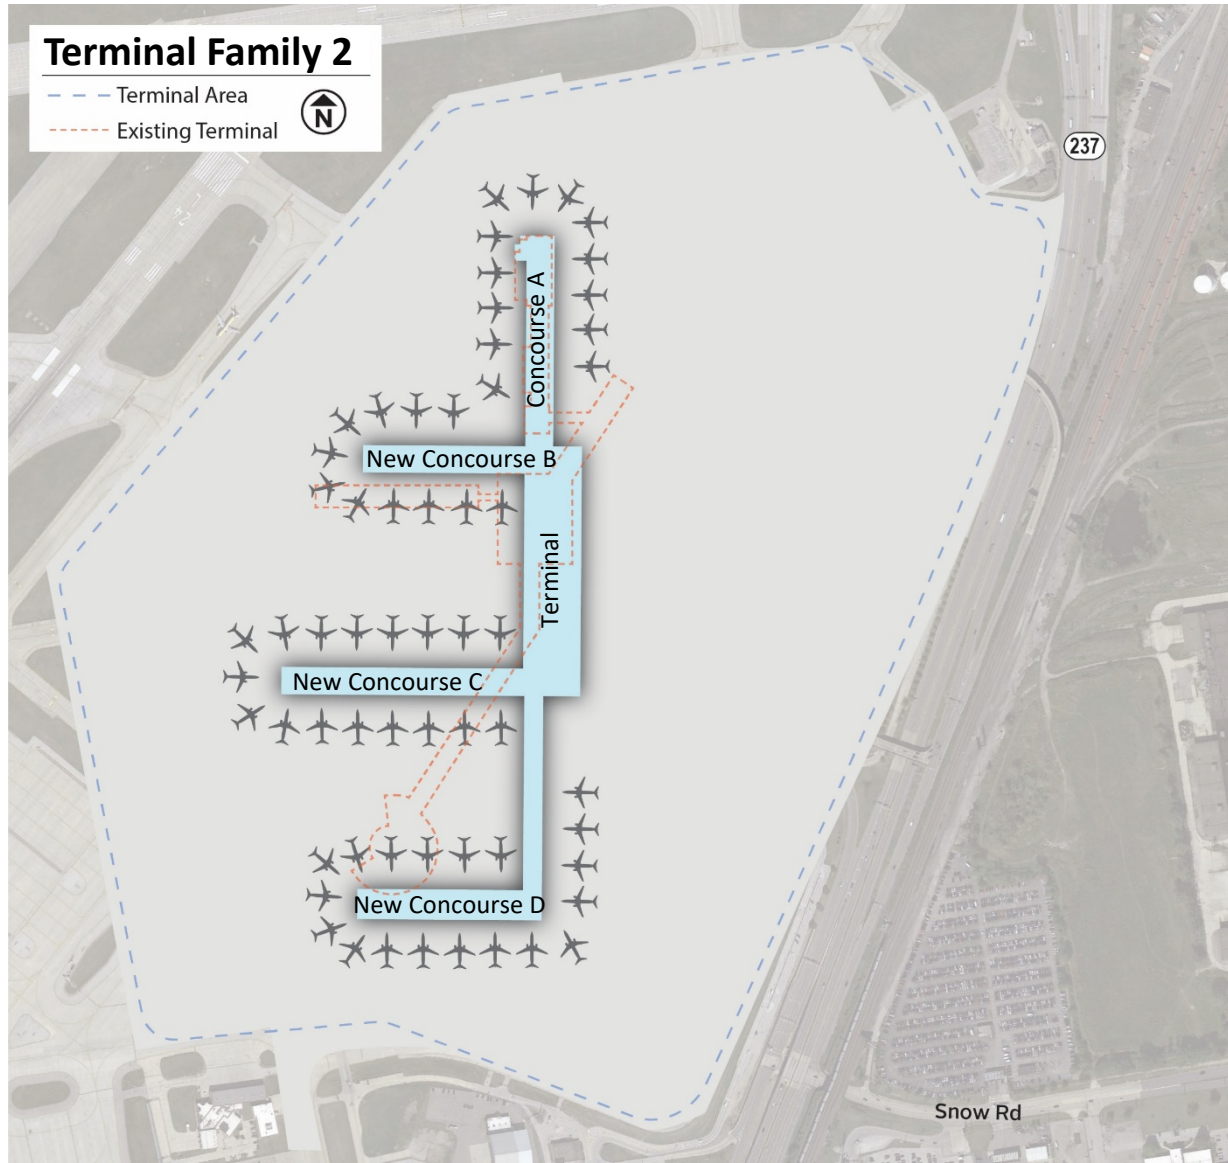 Terminal Family 2
Terminal Area
Existing Terminal
N
237
Concourse A
New Concourse B
Terminal
New Concourse C
New Concourse D
Snow Rd